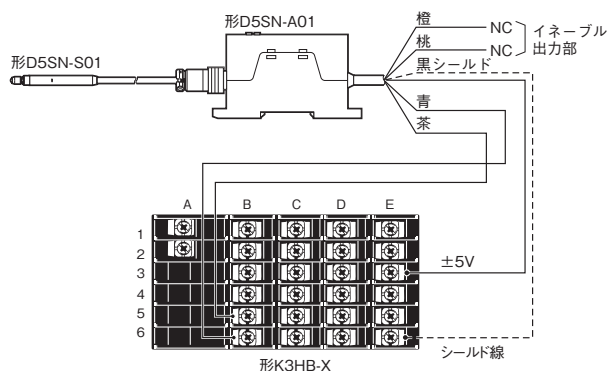 形D5SN-A01
形D5SN-S01
橙
NC
イネーブル
桃
NC
出力部
黒シールド
青
茶
A B C D E
1
2
3
±5V
4
5
6
シールド線
形K3HB-X